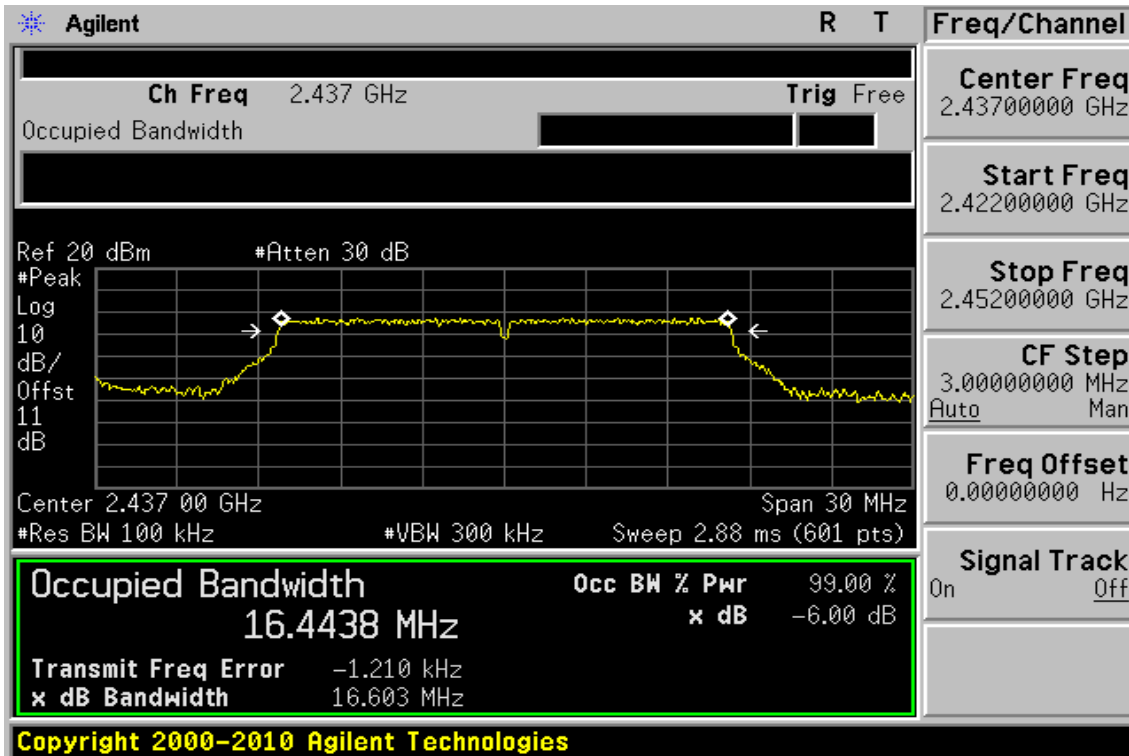 Agilent R T
Ch Freq 2.437 GHz Trig Free
Occupied Bandwidth
Ref 20 dBm #Atten 30 dB
#Peak
Log
10
dB/
Offst
11
dB
Center 2.437 00 GHz Span 30 MHz
#Res BW 100 kHz #VBW 300 kHz Sweep 2.88 ms (601 pts)
Occupied Bandwidth Occ BW % Pwr 99.00 %
16.4438 MHz x dB -6.00 dB
Transmit Freq Error -1.210 kHz
x dB Bandwidth 16.603 MHz
Copyright 2000-2010 Agilent Technologies
Freq/Channel
Center Freq
2.43700000 GHz
Start Freq
2.42200000 GHz
Stop Freq
2.45200000 GHz
CF Step
3.00000000 MHz
Auto Man
Freq Offset
0.00000000 Hz
Signal Track
On Off